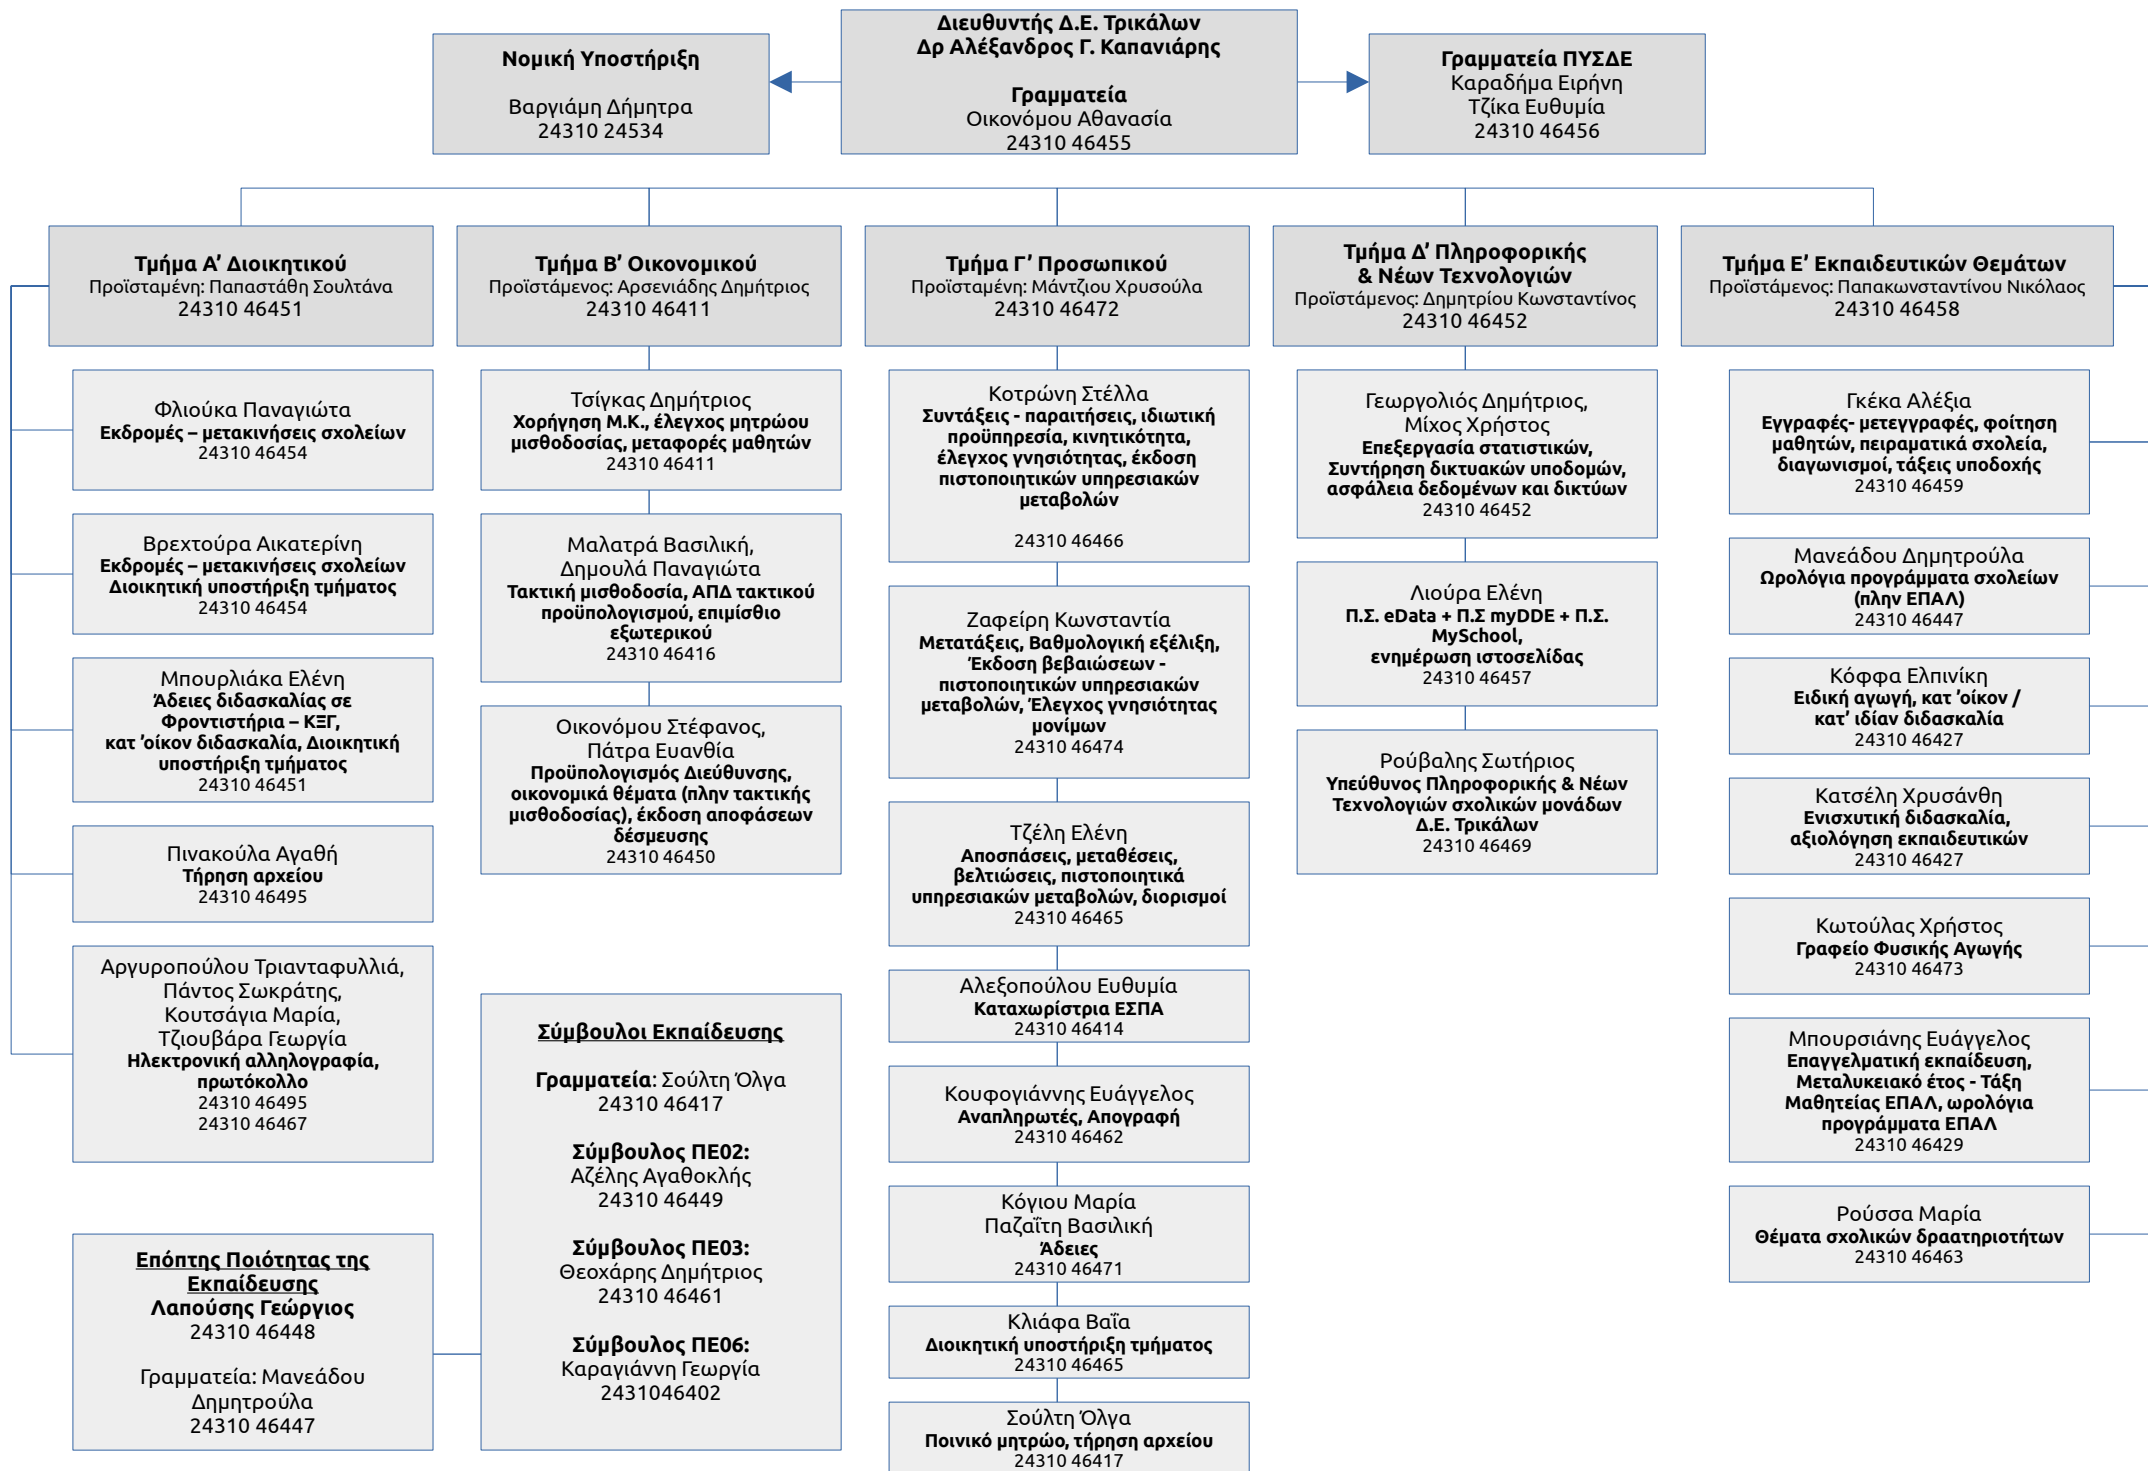 Διευθυντής Δ.Ε. Τρικάλων
Δρ Αλέξανδρος Γ. Καπανιάρης
Γραμματεία
Οικονόμου Αθανασία
24310 46455
Νομική Υποστήριξη
Βαργιάμη Δήμητρα
24310 24534
Γραμματεία ΠΥΣΔΕ
Καραδήμα Ειρήνη
Τζίκα Ευθυμία
24310 46456
Τμήμα Α’ Διοικητικού
Προϊσταμένη: Παπαστάθη Σουλτάνα
24310 46451
Τμήμα Β’ Οικονομικού
Προϊστάμενος: Αρσενιάδης Δημήτριος
24310 46411
Τμήμα Γ’ Προσωπικού
Προϊσταμένη: Μάντζιου Χρυσούλα
24310 46472
Τμήμα Δ’ Πληροφορικής
& Νέων Τεχνολογιών
Προϊστάμενος: Δημητρίου Κωνσταντίνος
24310 46452
Τμήμα Ε’ Εκπαιδευτικών Θεμάτων
Προϊστάμενος: Παπακωνσταντίνου Νικόλαος
24310 46458
Φλιούκα Παναγιώτα
Εκδρομές – μετακινήσεις σχολείων
24310 46454
Βρεχτούρα Αικατερίνη
Εκδρομές – μετακινήσεις σχολείων
Διοικητική υποστήριξη τμήματος
24310 46454
Μπουρλιάκα Ελένη
Άδειες διδασκαλίας σε
Φροντιστήρια – ΚΞΓ,
κατ ’οίκον διδασκαλία, Διοικητική
υποστήριξη τμήματος
24310 46451
Πινακούλα Αγαθή
Τήρηση αρχείου
24310 46495
Αργυροπούλου Τριανταφυλλιά,
Πάντος Σωκράτης,
Κουτσάγια Μαρία,
Τζιουβάρα Γεωργία
Ηλεκτρονική αλληλογραφία,
πρωτόκολλο
24310 46495
24310 46467
Επόπτης Ποιότητας της
Εκπαίδευσης
Λαπούσης Γεώργιος
24310 46448
Γραμματεία: Μανεάδου
Δημητρούλα
24310 46447
Τσίγκας Δημήτριος
Χορήγηση Μ.Κ., έλεγχος μητρώου
μισθοδοσίας, μεταφορές μαθητών
24310 46411
Μαλατρά Βασιλική,
Δημουλά Παναγιώτα
Τακτική μισθοδοσία, ΑΠΔ τακτικού
προϋπολογισμού, επιμίσθιο
εξωτερικού
24310 46416
Οικονόμου Στέφανος,
Πάτρα Ευανθία
Προϋπολογισμός Διεύθυνσης,
οικονομικά θέματα (πλην τακτικής
μισθοδοσίας), έκδοση αποφάσεων
δέσμευσης
24310 46450
Σύμβουλοι Εκπαίδευσης
Γραμματεία: Σούλτη Όλγα
24310 46417
Σύμβουλος ΠΕ02:
Αζέλης Αγαθοκλής
24310 46449
Σύμβουλος ΠΕ03:
Θεοχάρης Δημήτριος
24310 46461
Σύμβουλος ΠΕ06:
Καραγιάννη Γεωργία
2431046402
Κοτρώνη Στέλλα
Συντάξεις - παραιτήσεις, ιδιωτική
προϋπηρεσία, κινητικότητα,
έλεγχος γνησιότητας, έκδοση
πιστοποιητικών υπηρεσιακών
μεταβολών
24310 46466
Ζαφείρη Κωνσταντία
Μετατάξεις, Βαθμολογική εξέλιξη,
Έκδοση βεβαιώσεων -
πιστοποιητικών υπηρεσιακών
μεταβολών, Έλεγχος γνησιότητας
μονίμων
24310 46474
Τζέλη Ελένη
Αποσπάσεις, μεταθέσεις,
βελτιώσεις, πιστοποιητικά
υπηρεσιακών μεταβολών, διορισμοί
24310 46465
Αλεξοπούλου Ευθυμία
Καταχωρίστρια ΕΣΠΑ
24310 46414
Κουφογιάννης Ευάγγελος
Αναπληρωτές, Απογραφή
24310 46462
Κόγιου Μαρία
Παζαΐτη Βασιλική
Άδειες
24310 46471
Κλιάφα Βαΐα
Διοικητική υποστήριξη τμήματος
24310 46465
Σούλτη Όλγα
Ποινικό μητρώο, τήρηση αρχείου
24310 46417
Γεωργολιός Δημήτριος,
Μίχος Χρήστος
Επεξεργασία στατιστικών,
Συντήρηση δικτυακών υποδομών,
ασφάλεια δεδομένων και δικτύων
24310 46452
Λιούρα Ελένη
Π.Σ. eData + Π.Σ myDDE + Π.Σ.
MySchool,
ενημέρωση ιστοσελίδας
24310 46457
Ρούβαλης Σωτήριος
Υπεύθυνος Πληροφορικής & Νέων
Τεχνολογιών σχολικών μονάδων
Δ.Ε. Τρικάλων
24310 46469
Γκέκα Αλέξια
Εγγραφές- μετεγγραφές, φοίτηση
μαθητών, πειραματικά σχολεία,
διαγωνισμοί, τάξεις υποδοχής
24310 46459
Μανεάδου Δημητρούλα
Ωρολόγια προγράμματα σχολείων
(πλην ΕΠΑΛ)
24310 46447
Κόφφα Ελπινίκη
Ειδική αγωγή, κατ ’οίκον /
κατ’ ιδίαν διδασκαλία
24310 46427
Κατσέλη Χρυσάνθη
Ενισχυτική διδασκαλία,
αξιολόγηση εκπαιδευτικών
24310 46427
Κωτούλας Χρήστος
Γραφείο Φυσικής Αγωγής
24310 46473
Μπουρσιάνης Ευάγγελος
Επαγγελματική εκπαίδευση,
Μεταλυκειακό έτος - Τάξη
Μαθητείας ΕΠΑΛ, ωρολόγια
προγράμματα ΕΠΑΛ
24310 46429
Ρούσσα Μαρία
Θέματα σχολικών δραατηριοτήτων
24310 46463